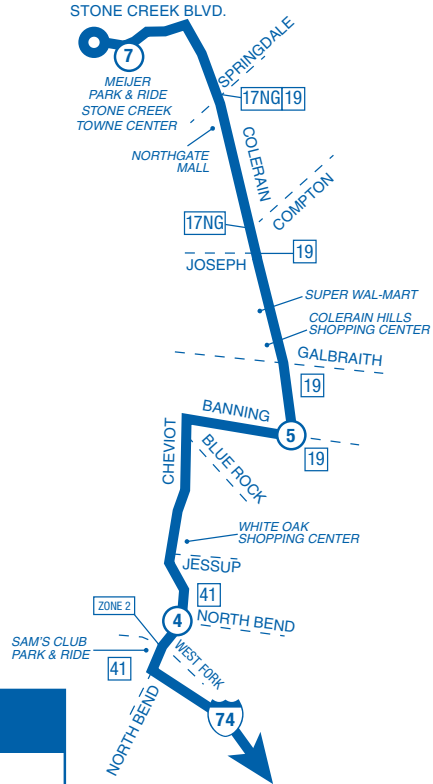 STONE CREEK BLVD.
7
MEIJER
PARK & RIDE
STONE CREEK
TOWNE CENTER
SPRINGDALE
17NG 19
NORTHGATE
MALL
COLERAIN
COMPTON
17NG
19
JOSEPH
SUPER WAL-MART
COLERAIN HILLS
SHOPPING CENTER
GALBRAITH
19
BANNING
5
19
CHEVIOT
BLUE ROCK
WHITE OAK
SHOPPING CENTER
JESSUP
41
ZONE 2
4
NORTH BEND
SAM'S CLUB
PARK & RIDE
WEST FORK
41
NORTH BEND
74